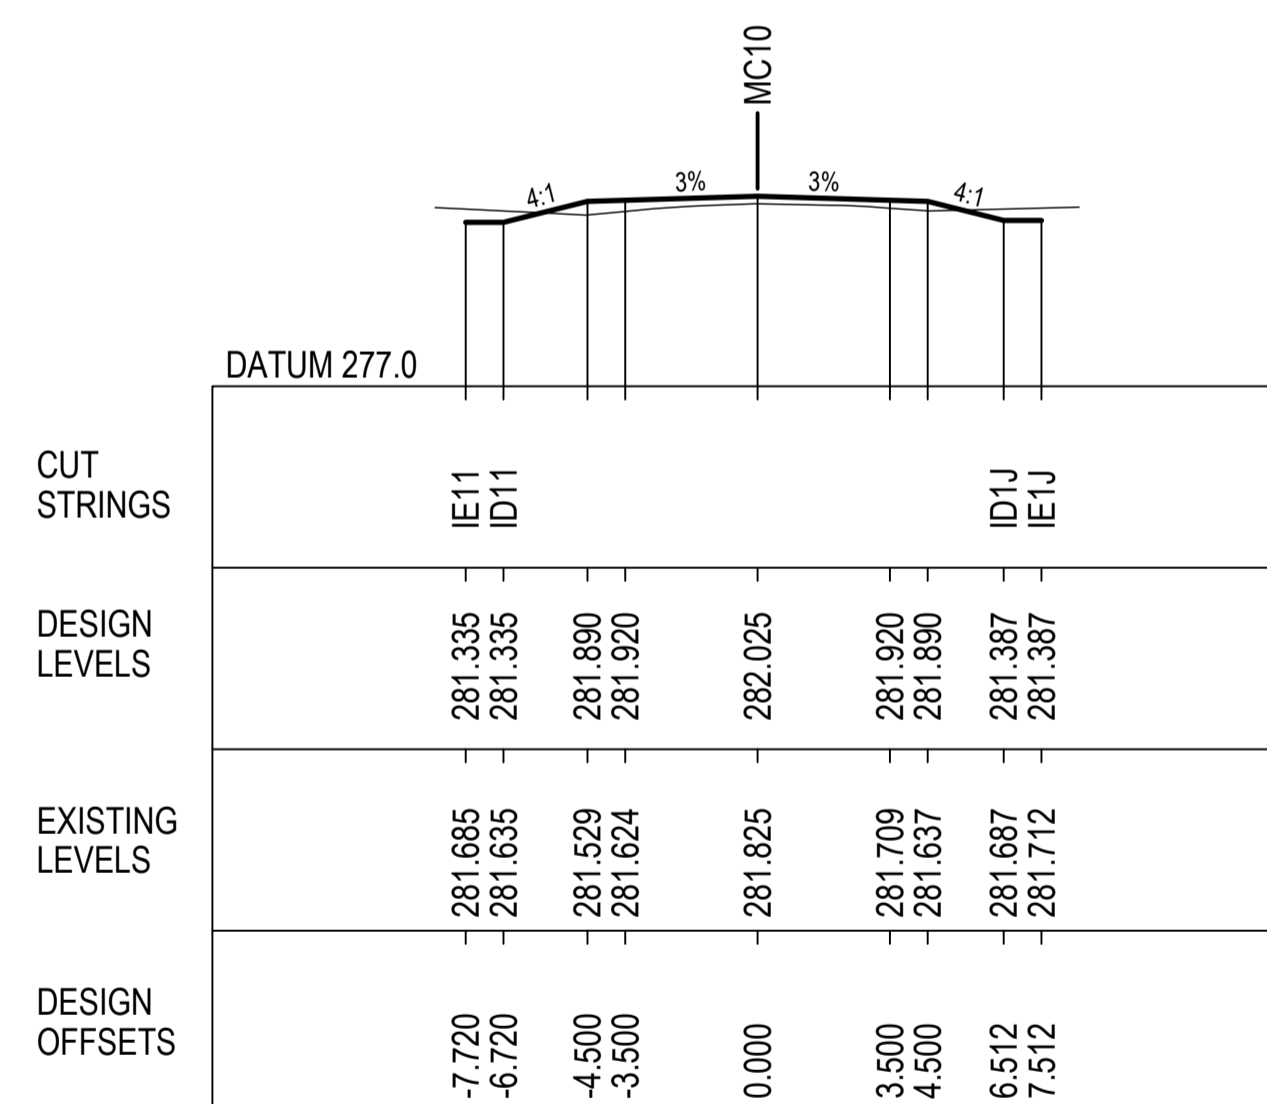 MC10
4:1
3%
3%
4:1
DATUM 277.0
CUT
STRINGS
IE11
ID11
ID1J
IE1J
DESIGN
LEVELS
281.335
281.335
281.890
281.920
282.025
281.920
281.890
281.387
281.387
EXISTING
LEVELS
281.685
281.635
281.529
281.624
281.825
281.709
281.637
281.687
281.712
DESIGN
OFFSETS
-7.720
-6.720
-4.500
-3.500
0.000
3.500
4.500
6.512
7.512